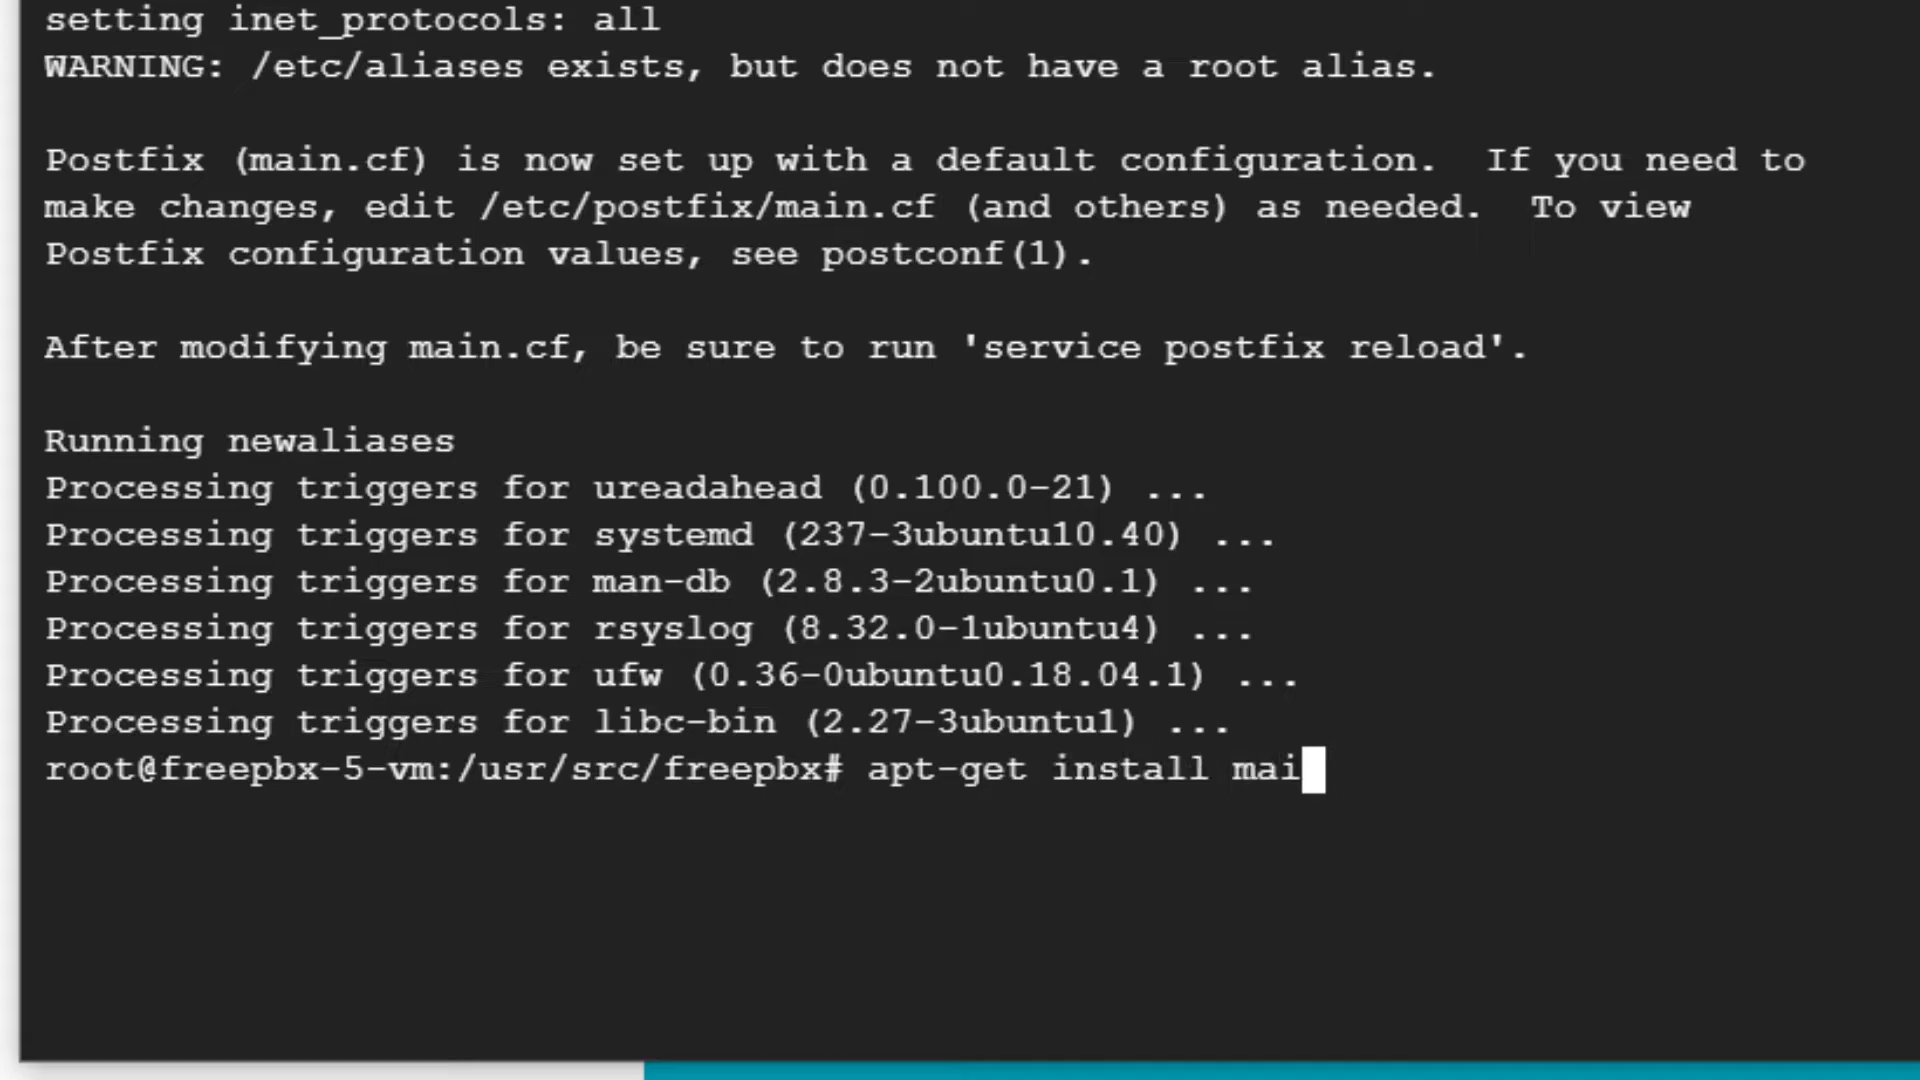 setting inet_protocols: all
WARNING: /etc/aliases exists, but does not have a root alias.
Postfix (main.cf) is now set up with a default configuration.  If you need to
make changes, edit /etc/postfix/main.cf (and others) as needed.  To view
Postfix configuration values, see postconf(1).
After modifying main.cf, be sure to run 'service postfix reload'.
Running newaliases
Processing triggers for ureadahead (0.100.0-21) ...
Processing triggers for systemd (237-3ubuntu10.40) ...
Processing triggers for man-db (2.8.3-2ubuntu0.1) ...
Processing triggers for rsyslog (8.32.0-1ubuntu4) ...
Processing triggers for ufw (0.36-0ubuntu0.18.04.1) ...
Processing triggers for libc-bin (2.27-3ubuntu1) ...
root@freepbx-5-vm:/usr/src/freepbx# apt-get install mai